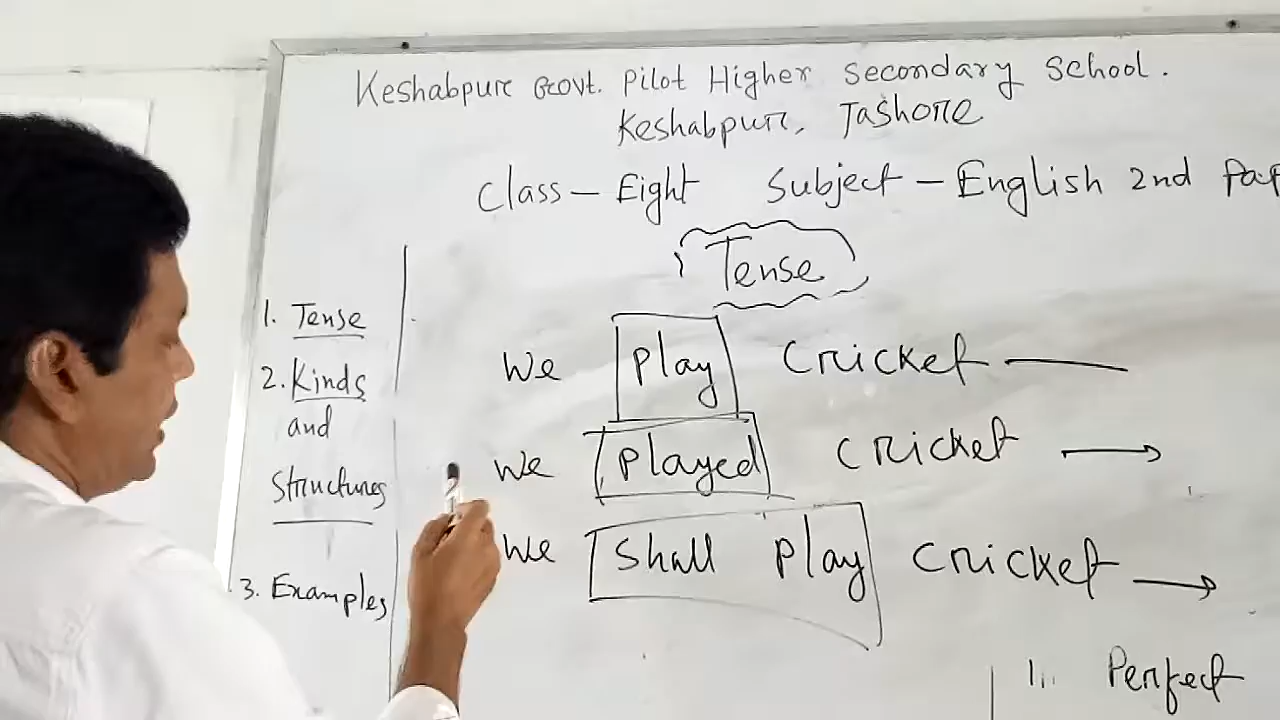 Keshabpur Govt. Pilot Higher Secondary School.
Keshabpur, Jashore
Class – Eight Subject – English 2nd Pap
Tense
1. Tense
2. Kinds
and
structures
3. Examples
We play cricket —
We played cricket →
We shall play cricket →
Perfect